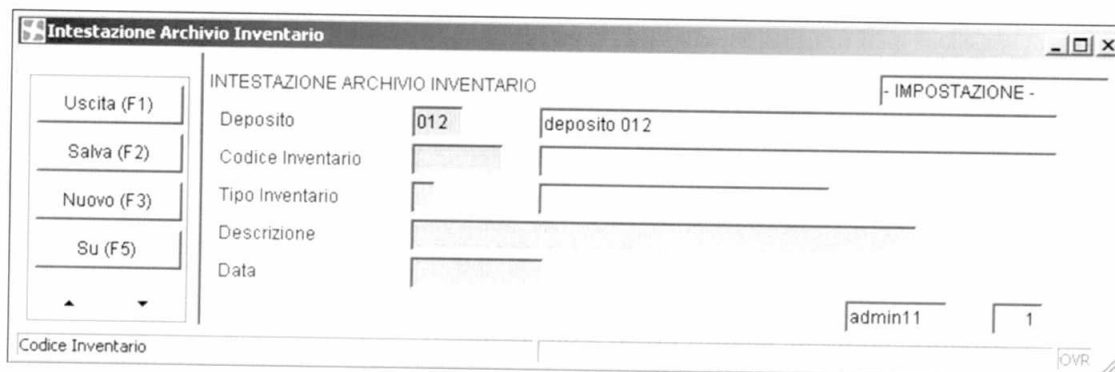 Intestazione Archivio Inventario
INTESTAZIONE ARCHIVIO INVENTARIO
- IMPOSTAZIONE -
Uscita (F1)
Salva (F2)
Nuovo (F3)
Su (F5)
Deposito 012 deposito 012
Codice Inventario
Tipo Inventario
Descrizione
Data
admin11 1
Codice Inventario
OVR